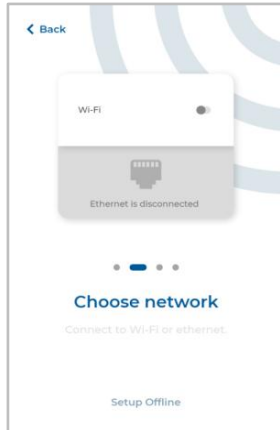 Back
Wi-Fi
Ethernet is disconnected
Choose network
Connect to Wi-Fi or ethernet.
Setup Offline